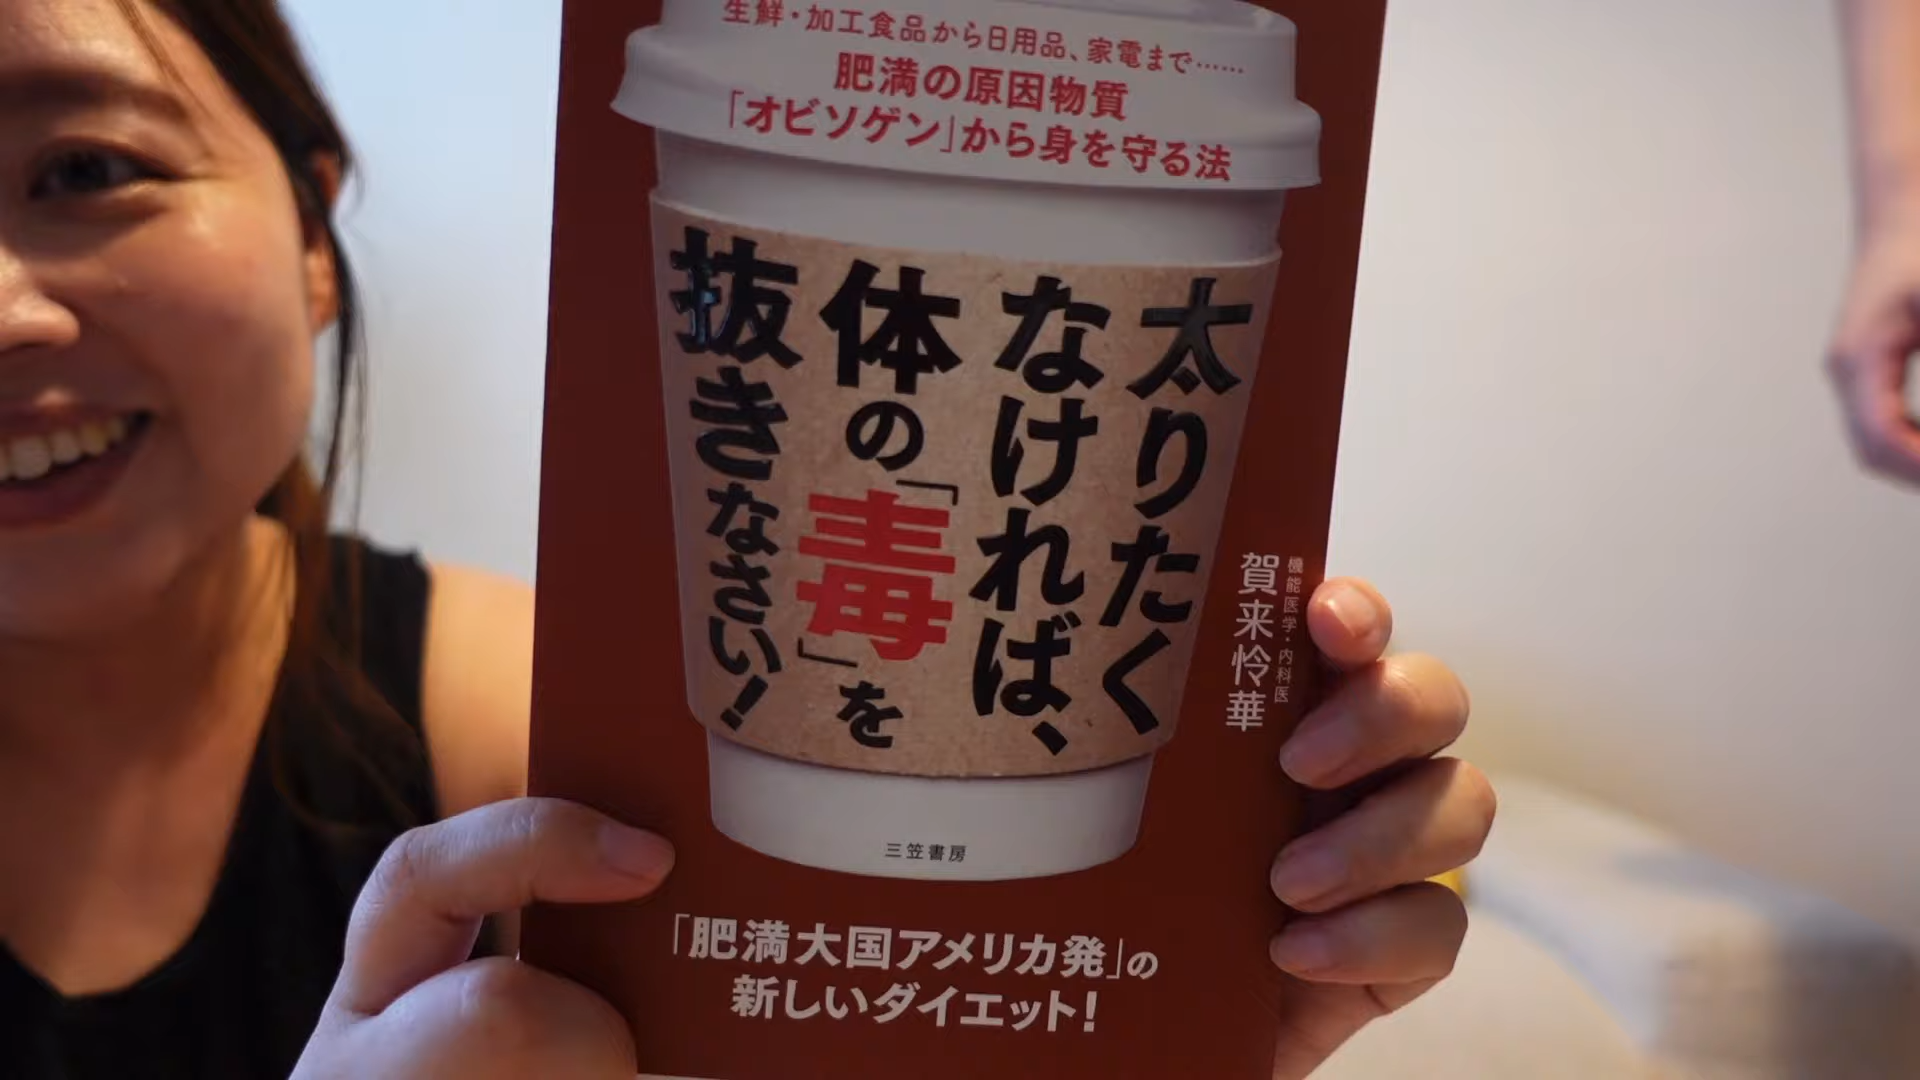 生鮮・加工食品から日用品、家電まで……
肥満の原因物質
「オビソゲン」から身を守る法
太りたく
なければ、
体の「毒」を
抜きなさい!
機能医学・内科医
賀来怜華
三笠書房
「肥満大国アメリカ発」の
新しいダイエット!